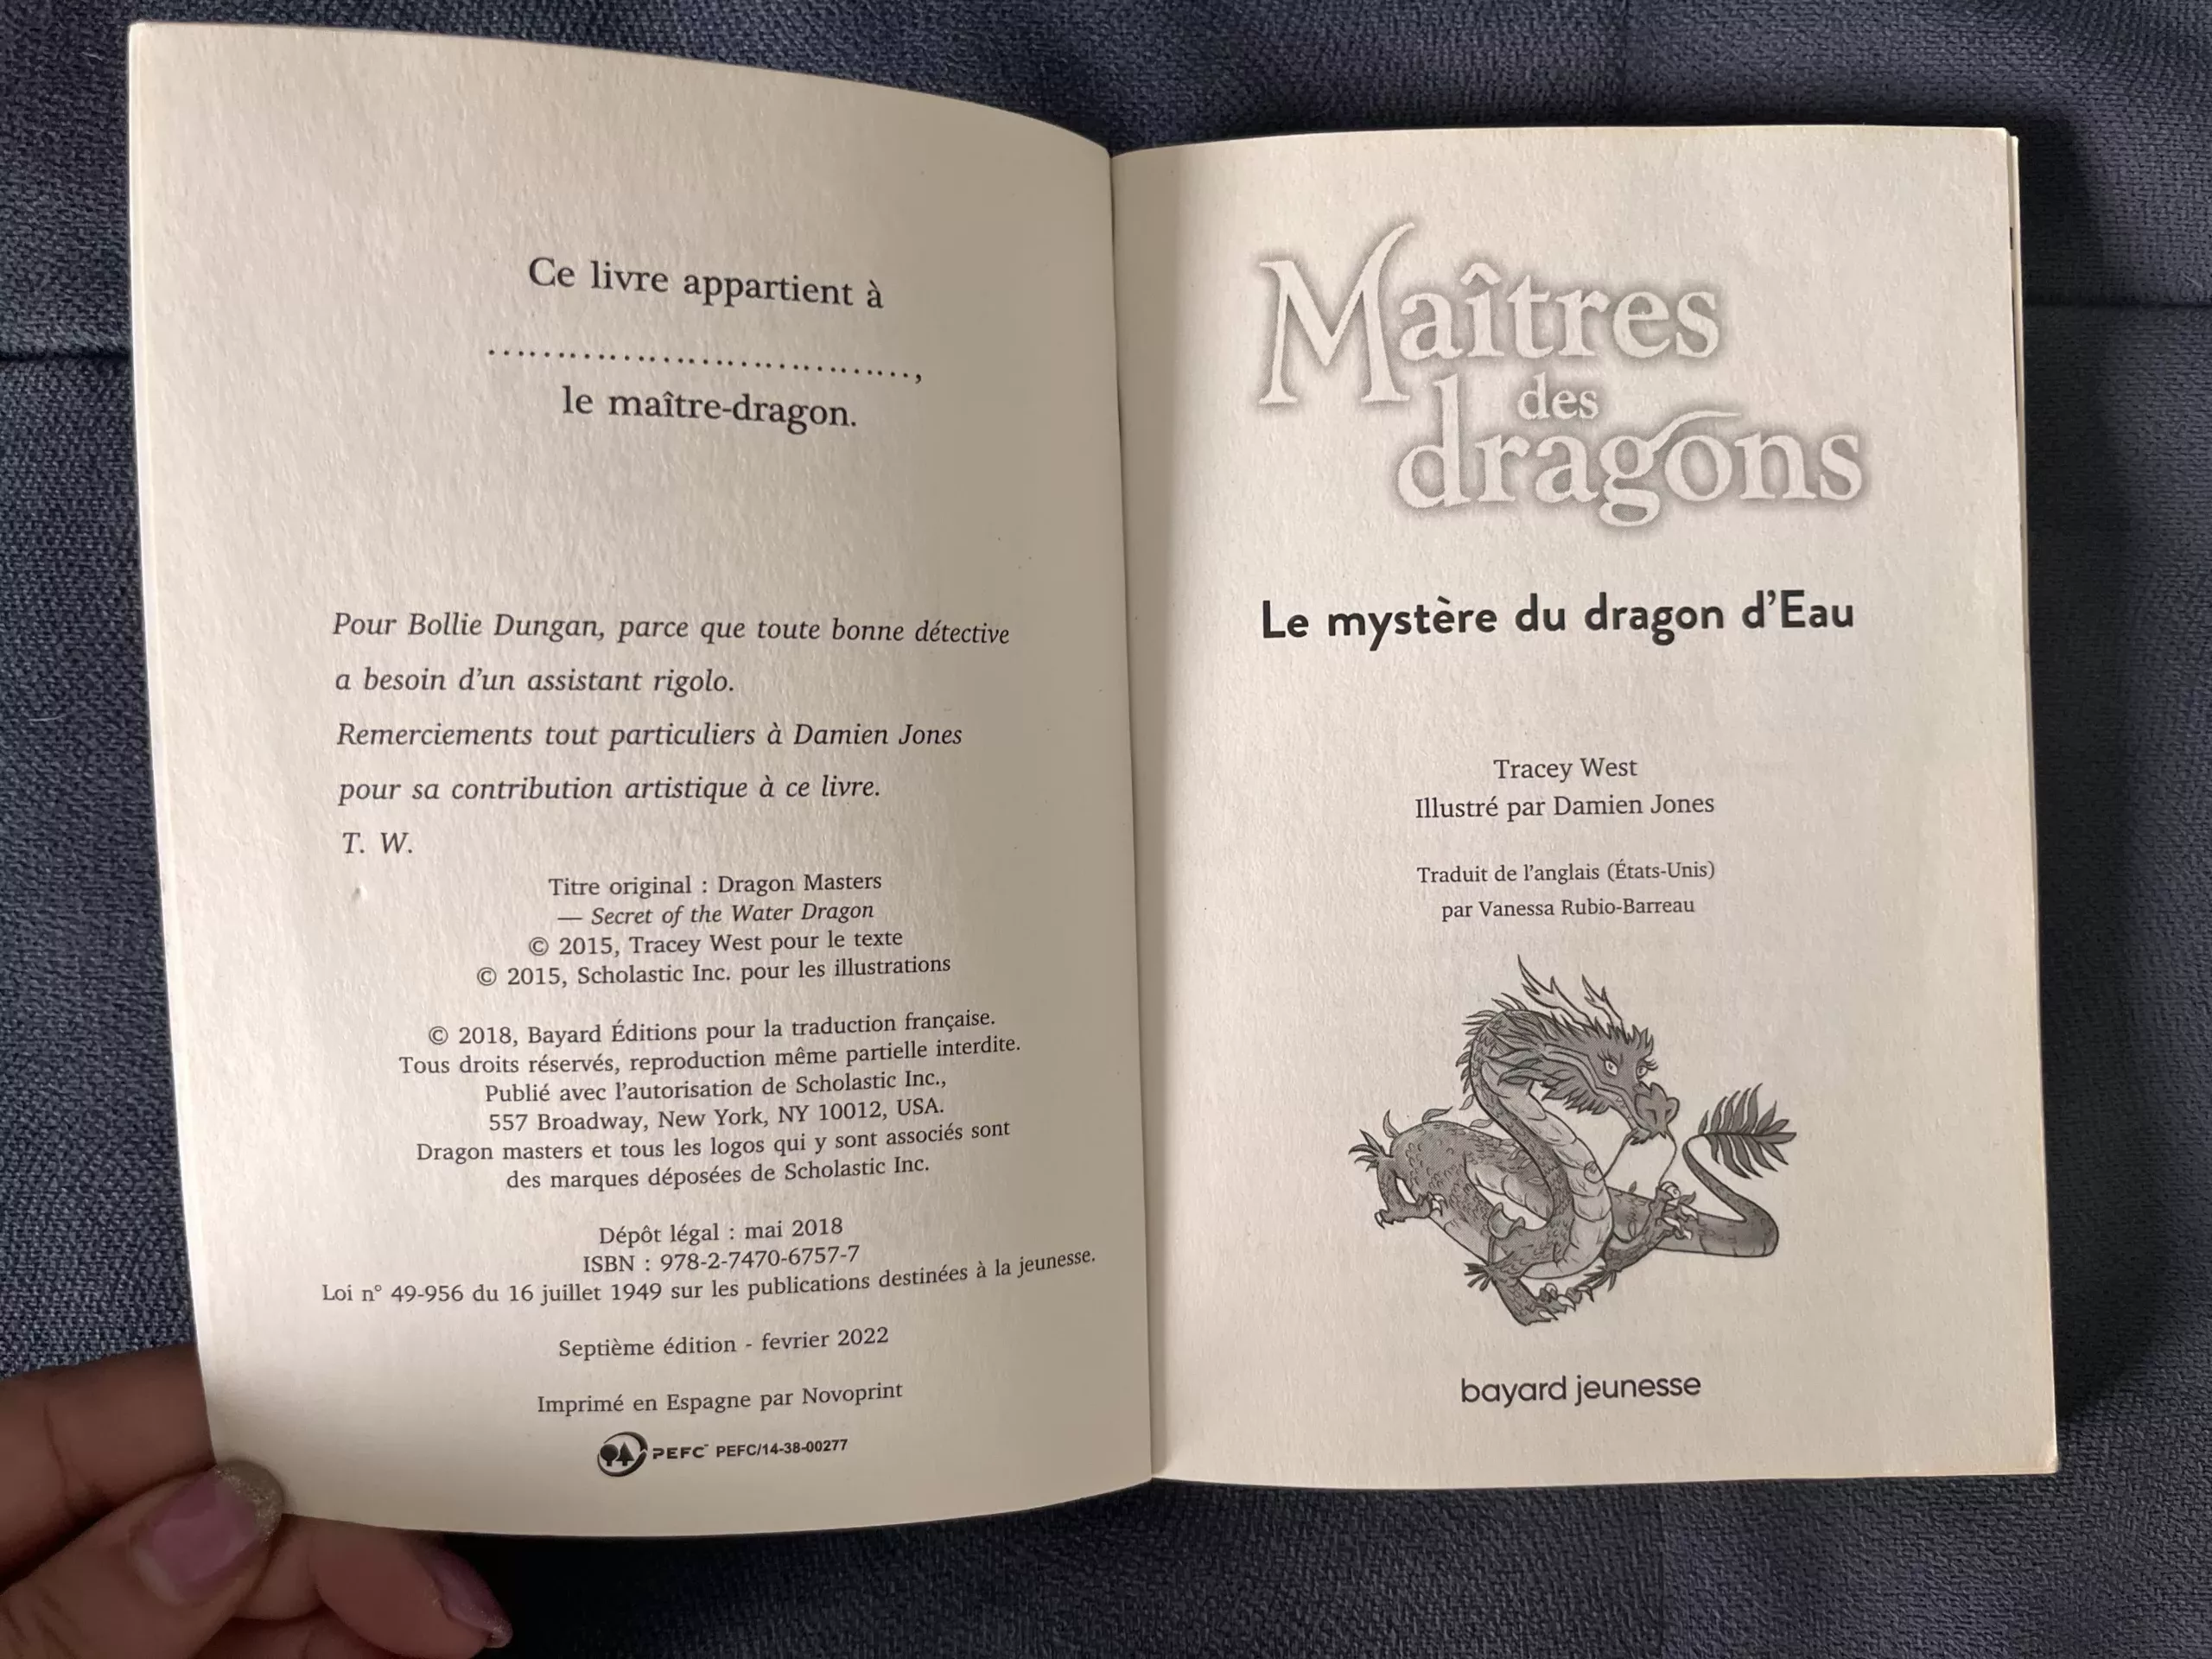 Ce livre appartient à
................................,
le maître-dragon.
Pour Bollie Dungan, parce que toute bonne détective
a besoin d'un assistant rigolo.
Remerciements tout particuliers à Damien Jones
pour sa contribution artistique à ce livre.
T. W.
Titre original : Dragon Masters
— Secret of the Water Dragon
© 2015, Tracey West pour le texte
© 2015, Scholastic Inc. pour les illustrations
© 2018, Bayard Éditions pour la traduction française.
Tous droits réservés, reproduction même partielle interdite.
Publié avec l'autorisation de Scholastic Inc.,
557 Broadway, New York, NY 10012, USA.
Dragon masters et tous les logos qui y sont associés sont
des marques déposées de Scholastic Inc.
Dépôt légal : mai 2018
ISBN : 978-2-7470-6757-7
Loi n° 49-956 du 16 juillet 1949 sur les publications destinées à la jeunesse.
Septième édition - fevrier 2022
Imprimé en Espagne par Novoprint
PEFC™ PEFC/14-38-00277
Maîtres
des
dragons
Le mystère du dragon d'Eau
Tracey West
Illustré par Damien Jones
Traduit de l'anglais (États-Unis)
par Vanessa Rubio-Barreau
bayard jeunesse